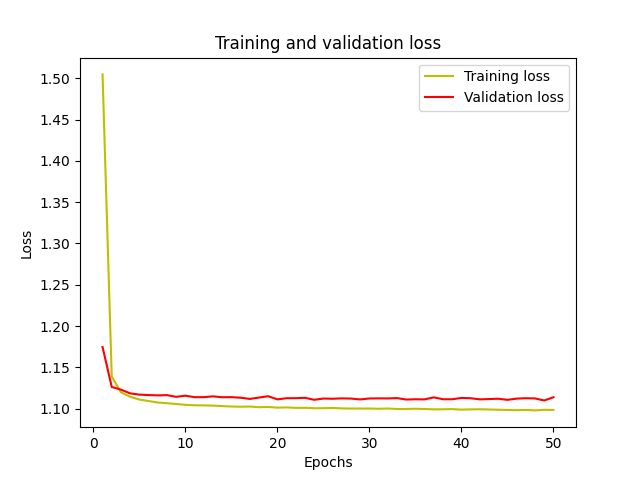 Training and validation loss
Training loss
Validation loss
1.50
1.45
1.40
1.35
1.30
1.25
1.20
1.15
1.10
Loss
0 10 20 30 40 50
Epochs